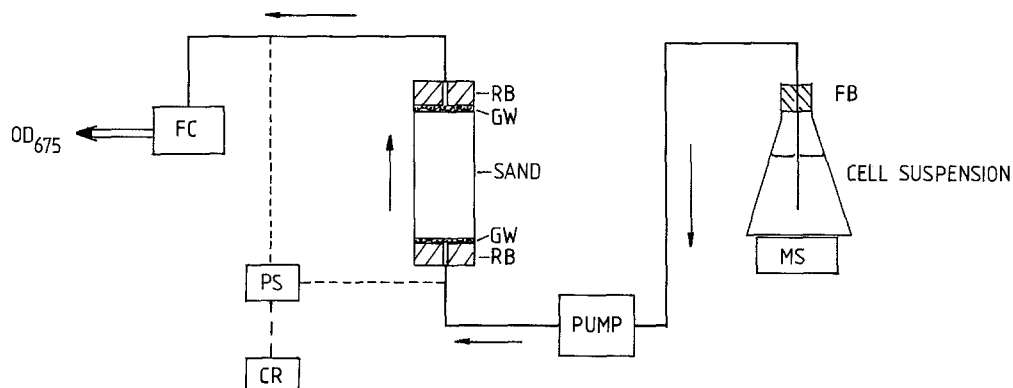 RB
FB
GW
OD675
FC
SAND
CELL SUSPENSION
GW
RB
MS
PS
PUMP
CR